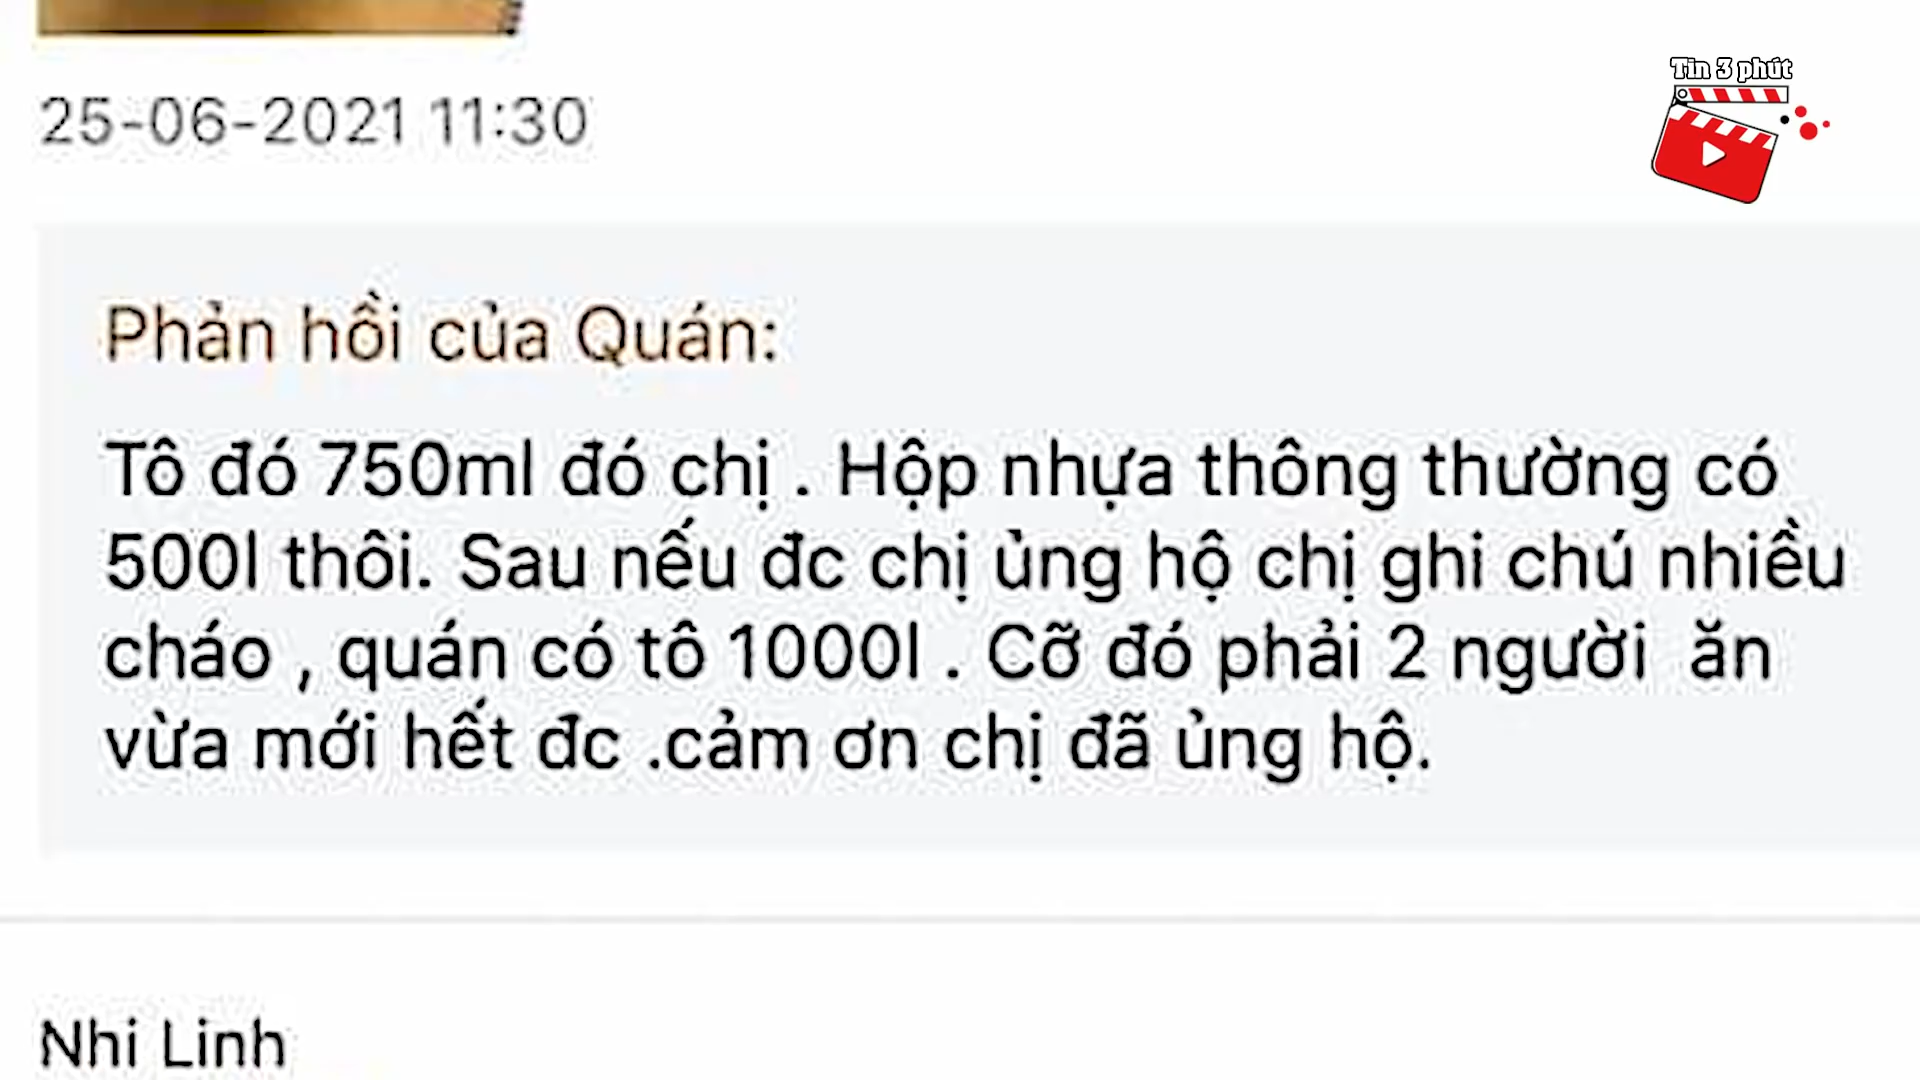 Tin 3 phút
25-06-2021 11:30
Phản hồi của Quán:
Tô đó 750ml đó chị . Hộp nhựa thông thường có
500l thôi. Sau nếu đc chị ủng hộ chị ghi chú nhiều
cháo , quán có tô 1000l . Cỡ đó phải 2 người ăn
vừa mới hết đc .cảm ơn chị đã ủng hộ.
Nhi Linh